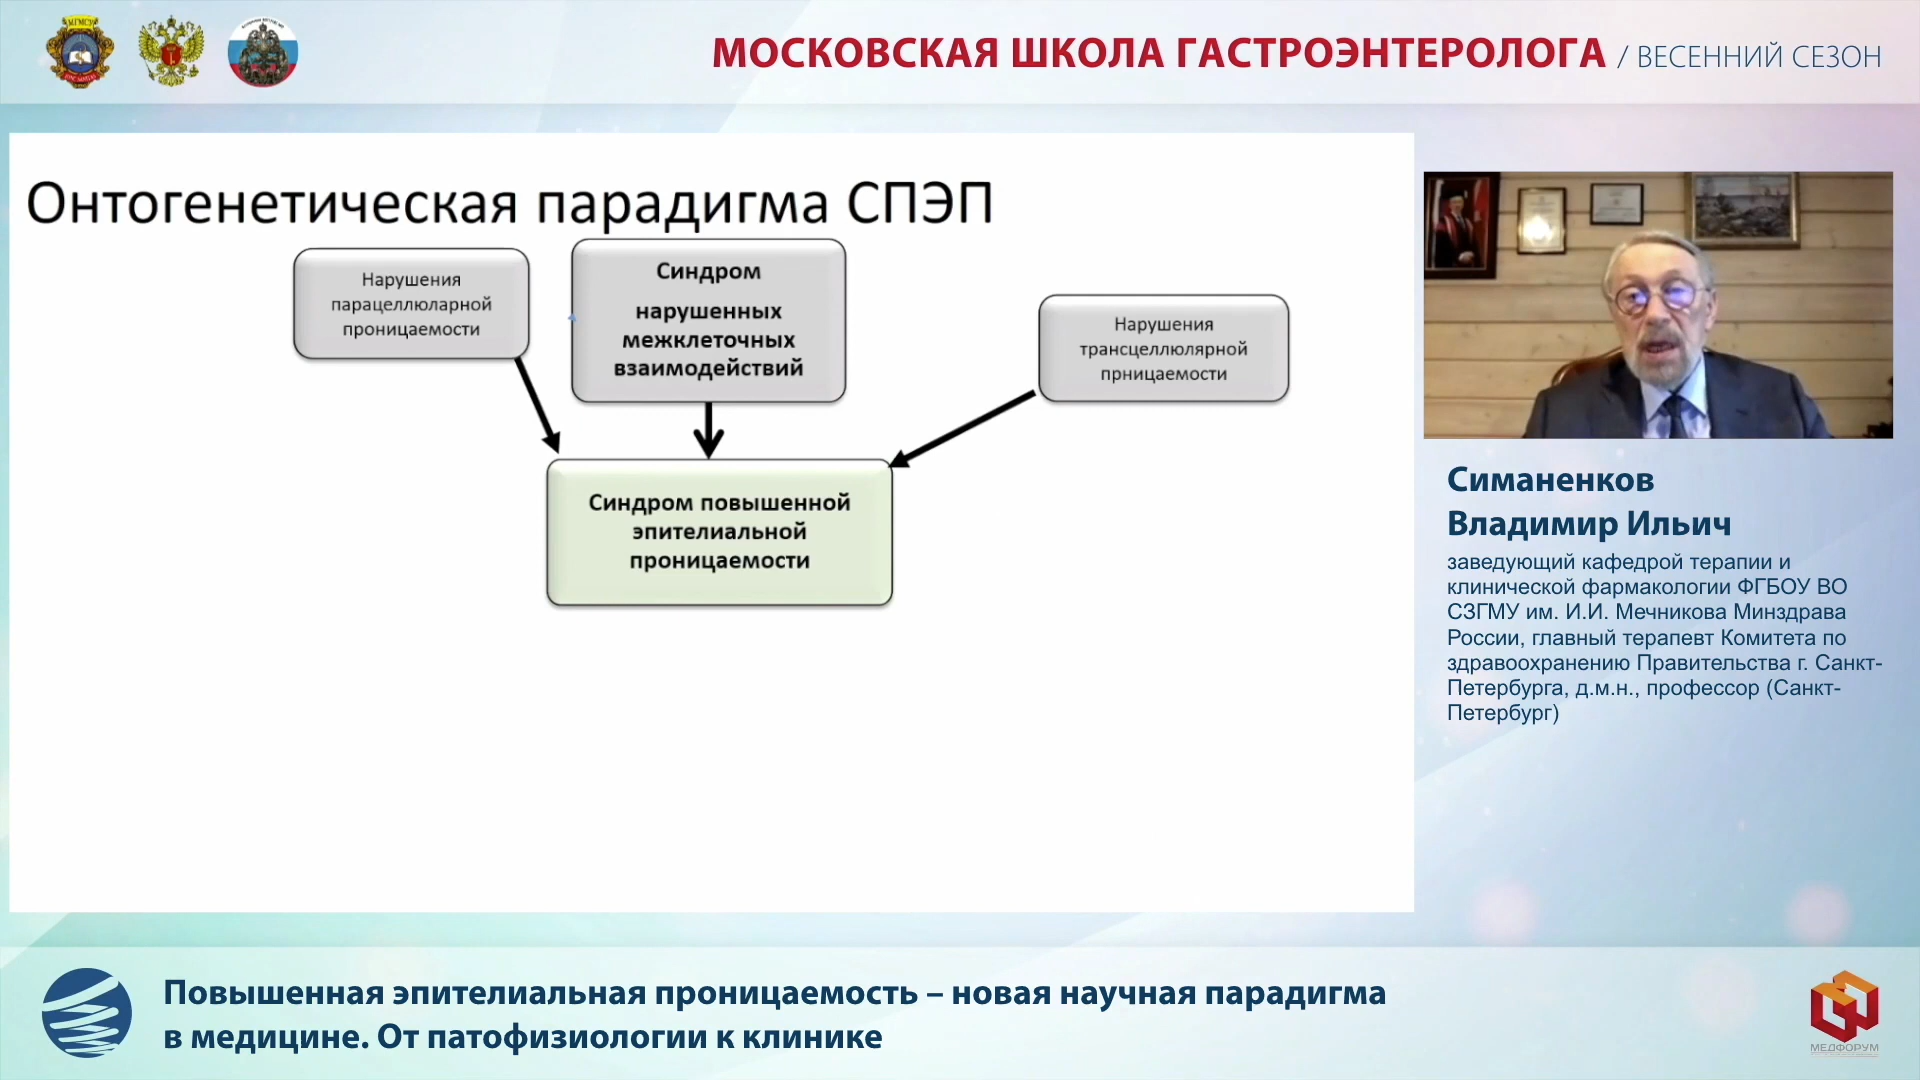 МОСКОВСКАЯ ШКОЛА ГАСТРОЭНТЕРОЛОГА / ВЕСЕННИЙ СЕЗОН
Онтогенетическая парадигма СПЭП
Нарушения
парацеллюларной
проницаемости
Синдром
нарушенных
межклеточных
взаимодействий
Нарушения
трансцеллюлярной
прницаемости
Синдром повышенной
эпителиальной
проницаемости
Симаненков
Владимир Ильич
заведующий кафедрой терапии и
клинической фармакологии ФГБОУ ВО
СЗГМУ им. И.И. Мечникова Минздрава
России, главный терапевт Комитета по
здравоохранению Правительства г. Санкт-
Петербурга, д.м.н., профессор (Санкт-
Петербург)
Повышенная эпителиальная проницаемость – новая научная парадигма
в медицине. От патофизиологии к клинике
МЕДФОРУМ